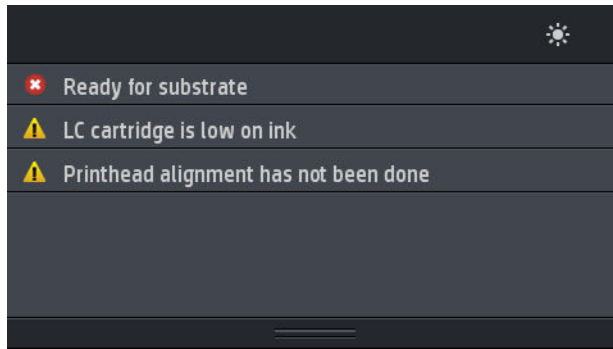 Ready for substrate
LC cartridge is low on ink
Printhead alignment has not been done